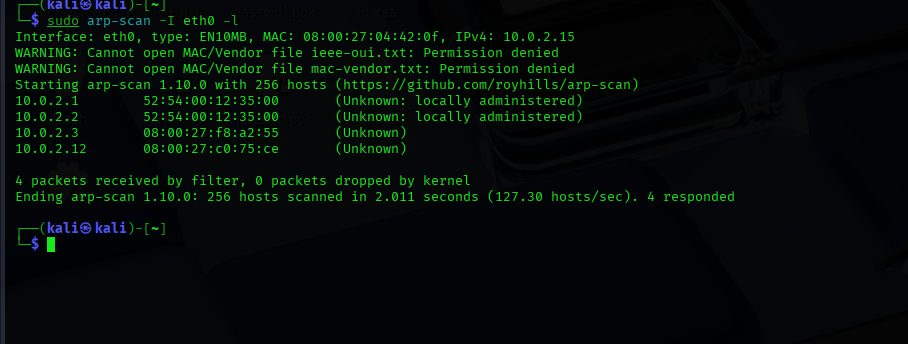 ┌──(kali㉿kali)-[~]
└─$ sudo arp-scan -I eth0 -l
Interface: eth0, type: EN10MB, MAC: 08:00:27:04:42:0f, IPv4: 10.0.2.15
WARNING: Cannot open MAC/Vendor file ieee-oui.txt: Permission denied
WARNING: Cannot open MAC/Vendor file mac-vendor.txt: Permission denied
Starting arp-scan 1.10.0 with 256 hosts (https://github.com/royhills/arp-scan)
10.0.2.1        52:54:00:12:35:00       (Unknown: locally administered)
10.0.2.2        52:54:00:12:35:00       (Unknown: locally administered)
10.0.2.3        08:00:27:f8:a2:55       (Unknown)
10.0.2.12       08:00:27:c0:75:ce       (Unknown)
4 packets received by filter, 0 packets dropped by kernel
Ending arp-scan 1.10.0: 256 hosts scanned in 2.011 seconds (127.30 hosts/sec). 4 responded
┌──(kali㉿kali)-[~]
└─$